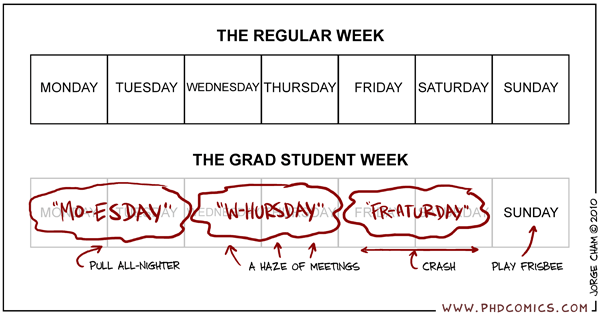 THE REGULAR WEEK
MONDAY TUESDAY WEDNESDAY THURSDAY FRIDAY SATURDAY SUNDAY
THE GRAD STUDENT WEEK
"MO-ESDAY" "W-HURSDAY" "FR-ATURDAY" SUNDAY
PULL ALL-NIGHTER A HAZE OF MEETINGS CRASH PLAY FRISBEE
JORGE CHAM © 2010
WWW.PHDCOMICS.COM